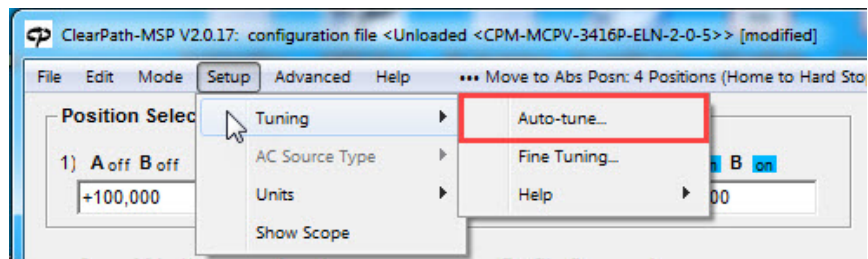 ClearPath-MSP V2.0.17: configuration file <Unloaded <CPM-MCPV-3416P-ELN-2-0-5>> [modified]
File Edit Mode Setup Advanced Help ••• Move to Abs Posn: 4 Positions (Home to Hard Sto
Position Selec
Tuning Auto-tune...
1) A off B off AC Source Type Fine Tuning... B on
+100,000 Units Help 00
Show Scope